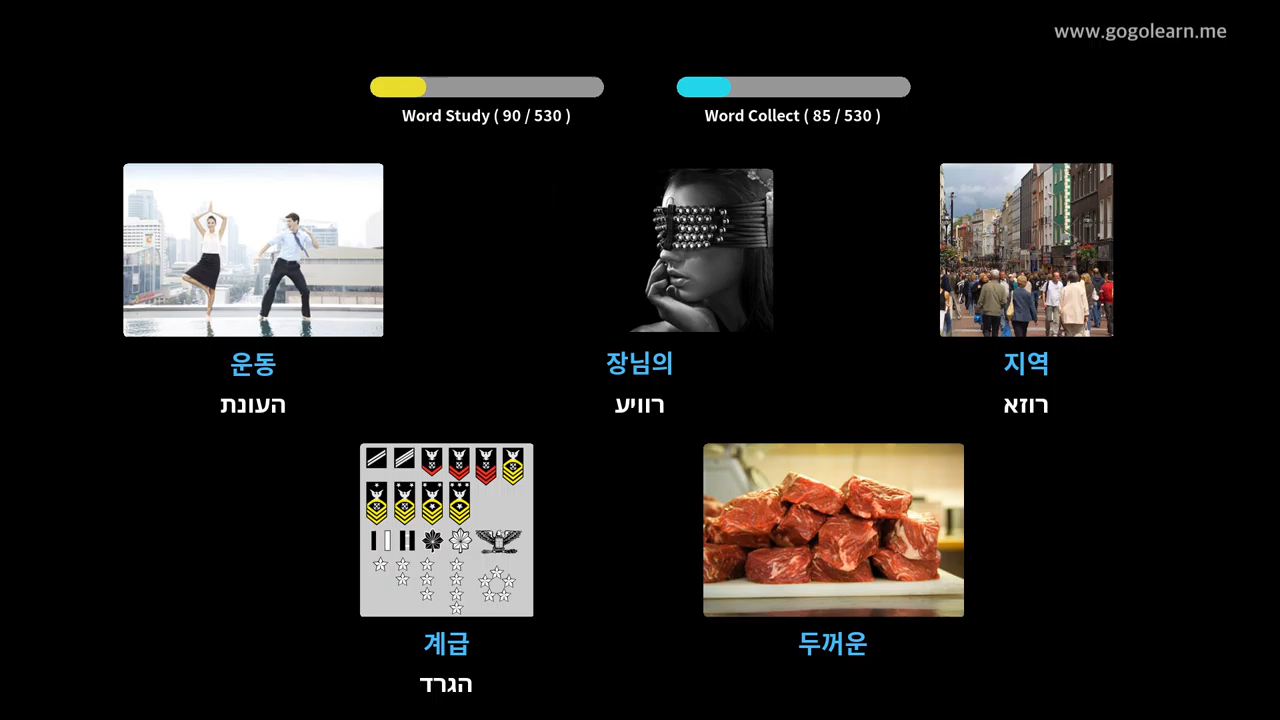 www.gogolearn.me
Word Study ( 90 / 530 )
Word Collect ( 85 / 530 )
운동
장님의
지역
העונת
רוויע
רוזא
계급
두꺼운
הגרד